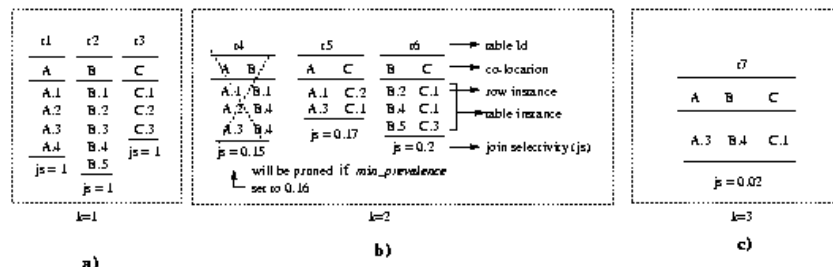 t1 t2 t3
A B C
A.1 B.1 C.1
A.2 B.2 C.2
A.3 B.3 C.3
A.4 B.4 js = 1
js = 1 B.5
js = 1
k=1
a)
t4 t5 t6 table Id
A B A C B C co-location
A.1 B.1 A.1 C.2 B.2 C.1 row instance
A.2 B.4 A.3 C.1 B.4 C.1 table instance
A.3 B.4 js = 0.17 B.5 C.3
js = 0.15 js = 0.2 join selectivity (js)
will be pruned if min_prevalence
set to 0.16
k=2
b)
t7
A B C
A.3 B.4 C.1
js = 0.02
k=3
c)